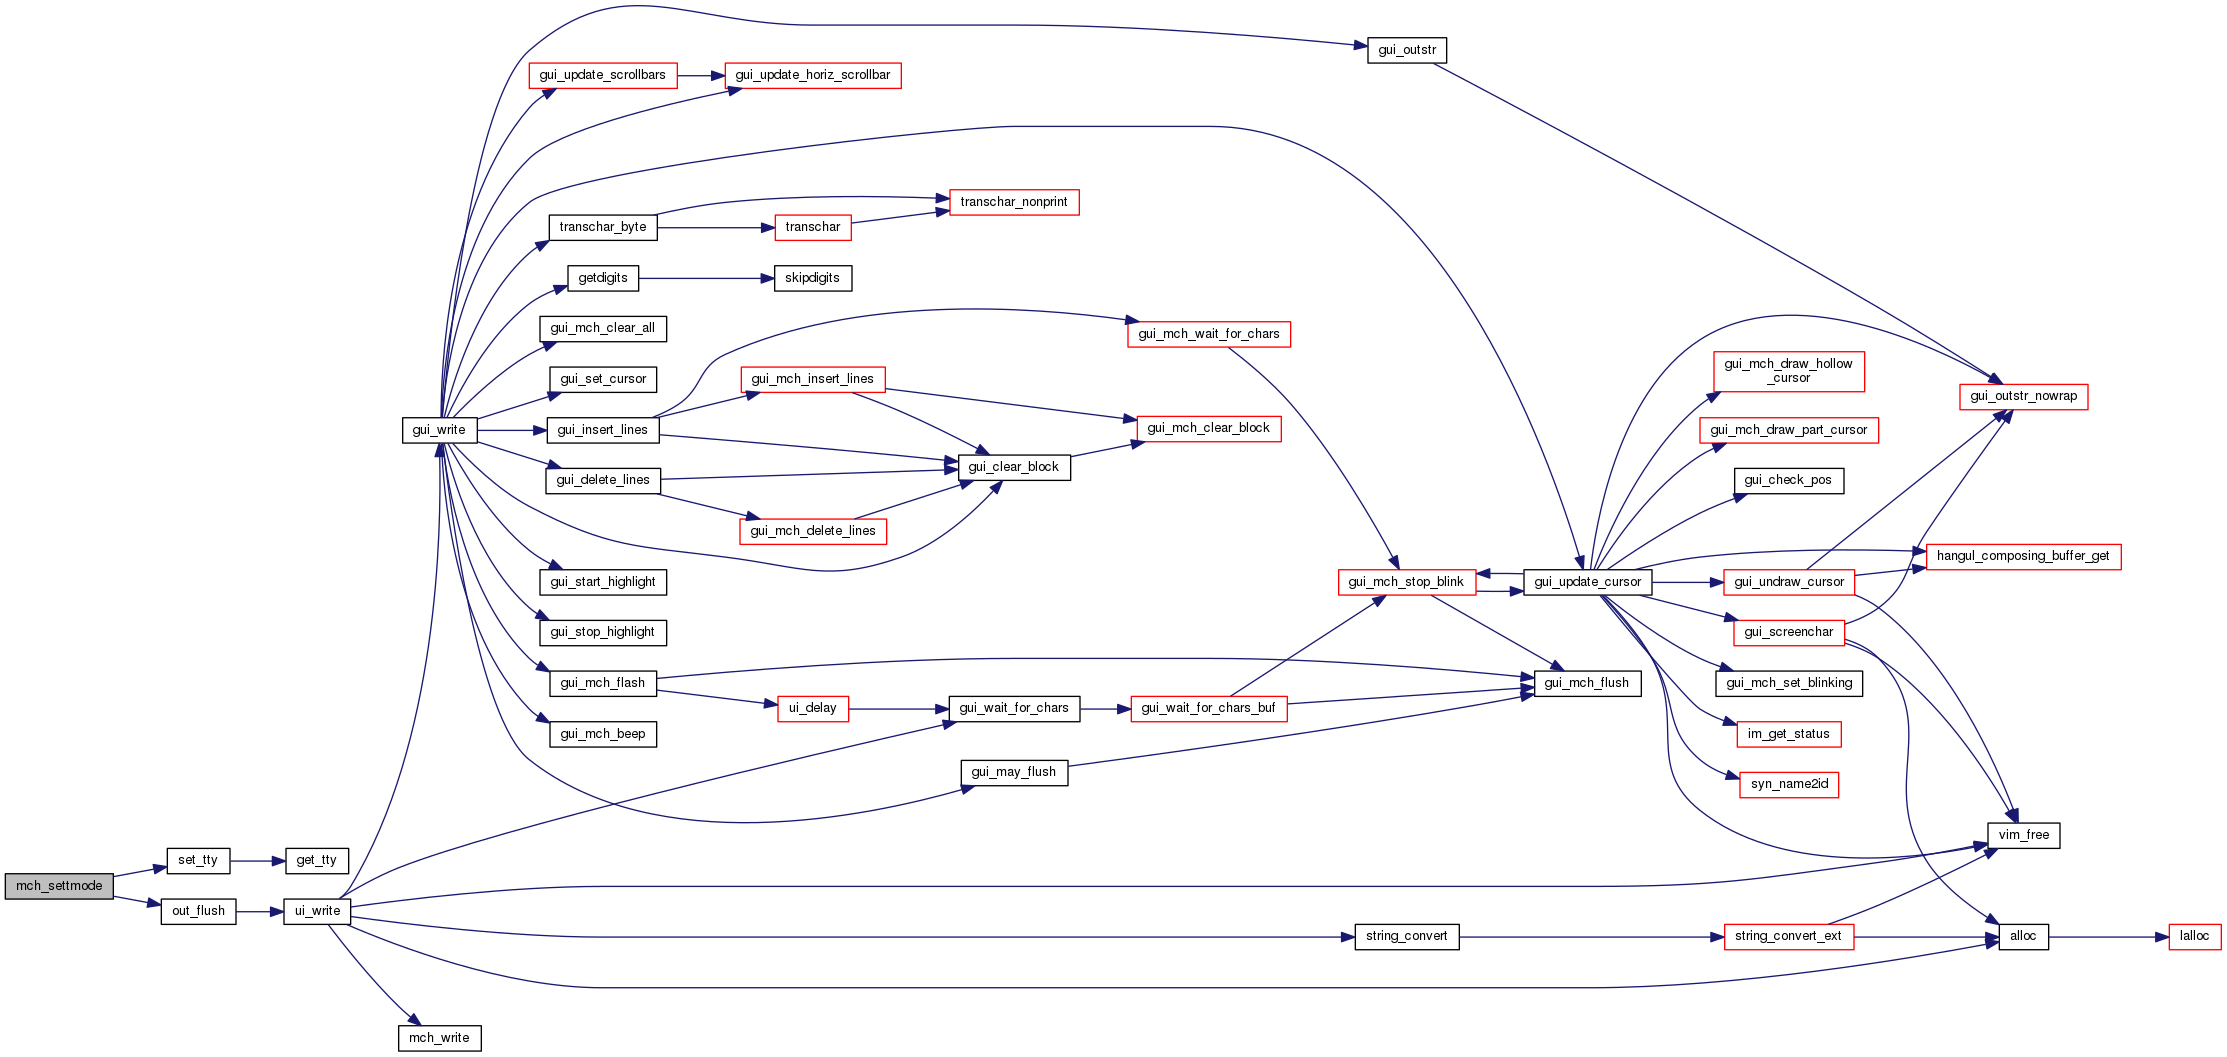 gui_outstr
gui_update_scrollbars
gui_update_horiz_scrollbar
transchar_nonprint
transchar_byte
transchar
getdigits
skipdigits
gui_mch_clear_all
gui_mch_wait_for_chars
gui_mch_draw_hollow
_cursor
gui_set_cursor
gui_mch_insert_lines
gui_outstr_nowrap
gui_write
gui_insert_lines
gui_mch_clear_block
gui_mch_draw_part_cursor
gui_clear_block
gui_delete_lines
gui_check_pos
gui_mch_delete_lines
hangul_composing_buffer_get
gui_start_highlight
gui_mch_stop_blink
gui_update_cursor
gui_undraw_cursor
gui_stop_highlight
gui_screenchar
gui_mch_flash
gui_mch_flush
gui_mch_set_blinking
ui_delay
gui_wait_for_chars
gui_wait_for_chars_buf
gui_mch_beep
im_get_status
gui_may_flush
syn_name2id
vim_free
set_tty
get_tty
mch_settmode
out_flush
ui_write
string_convert
string_convert_ext
alloc
lalloc
mch_write